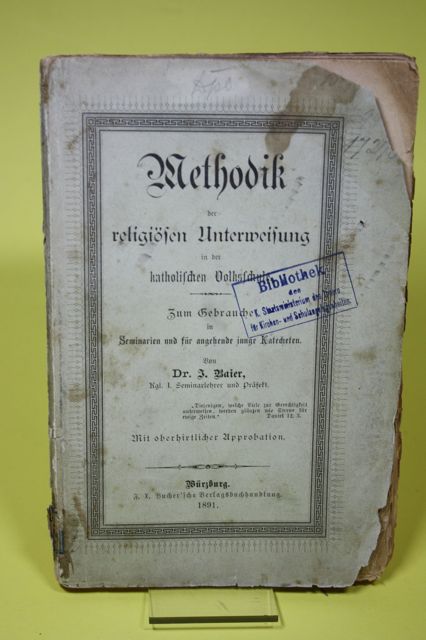 Methodik
der
religiösen Unterweisung
in der
katholischen Volksschule
Zum Gebrauche
in
Seminarien und für angehende junge Katecheten.
Von
Dr. J. Baier,
Kgl. I. Seminarlehrer und Präfekt.
„Diejenigen, welche Viele zur Gerechtigkeit
unterweisen, werden glänzen wie Sterne für
ewige Zeiten.“ Daniel 12, 3.
Mit oberhirtlicher Approbation.
Würzburg.
F. X. Bucher'sche Verlagsbuchhandlung.
1891.
Bibliothek
des
K. Staatsministerium des Innern
für Kirchen- und Schulangelegenheiten.